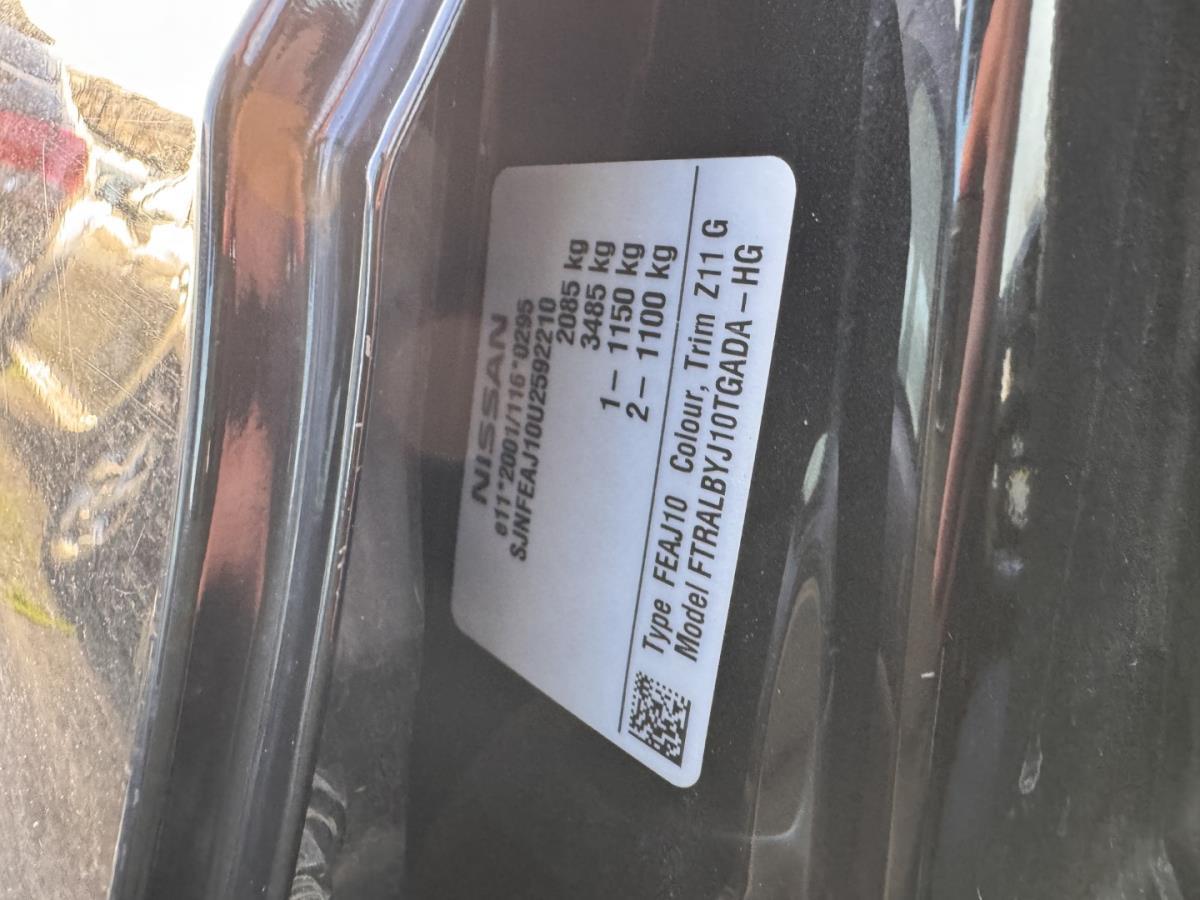 NISSAN
e11*2001/116*0295
SJNFEAJ10U2592210
2085 kg
3485 kg
1 – 1150 kg
2 – 1100 kg
Type FEAJ10 Colour, Trim Z11 G
Model FTRALBYJ10TGADA – HG